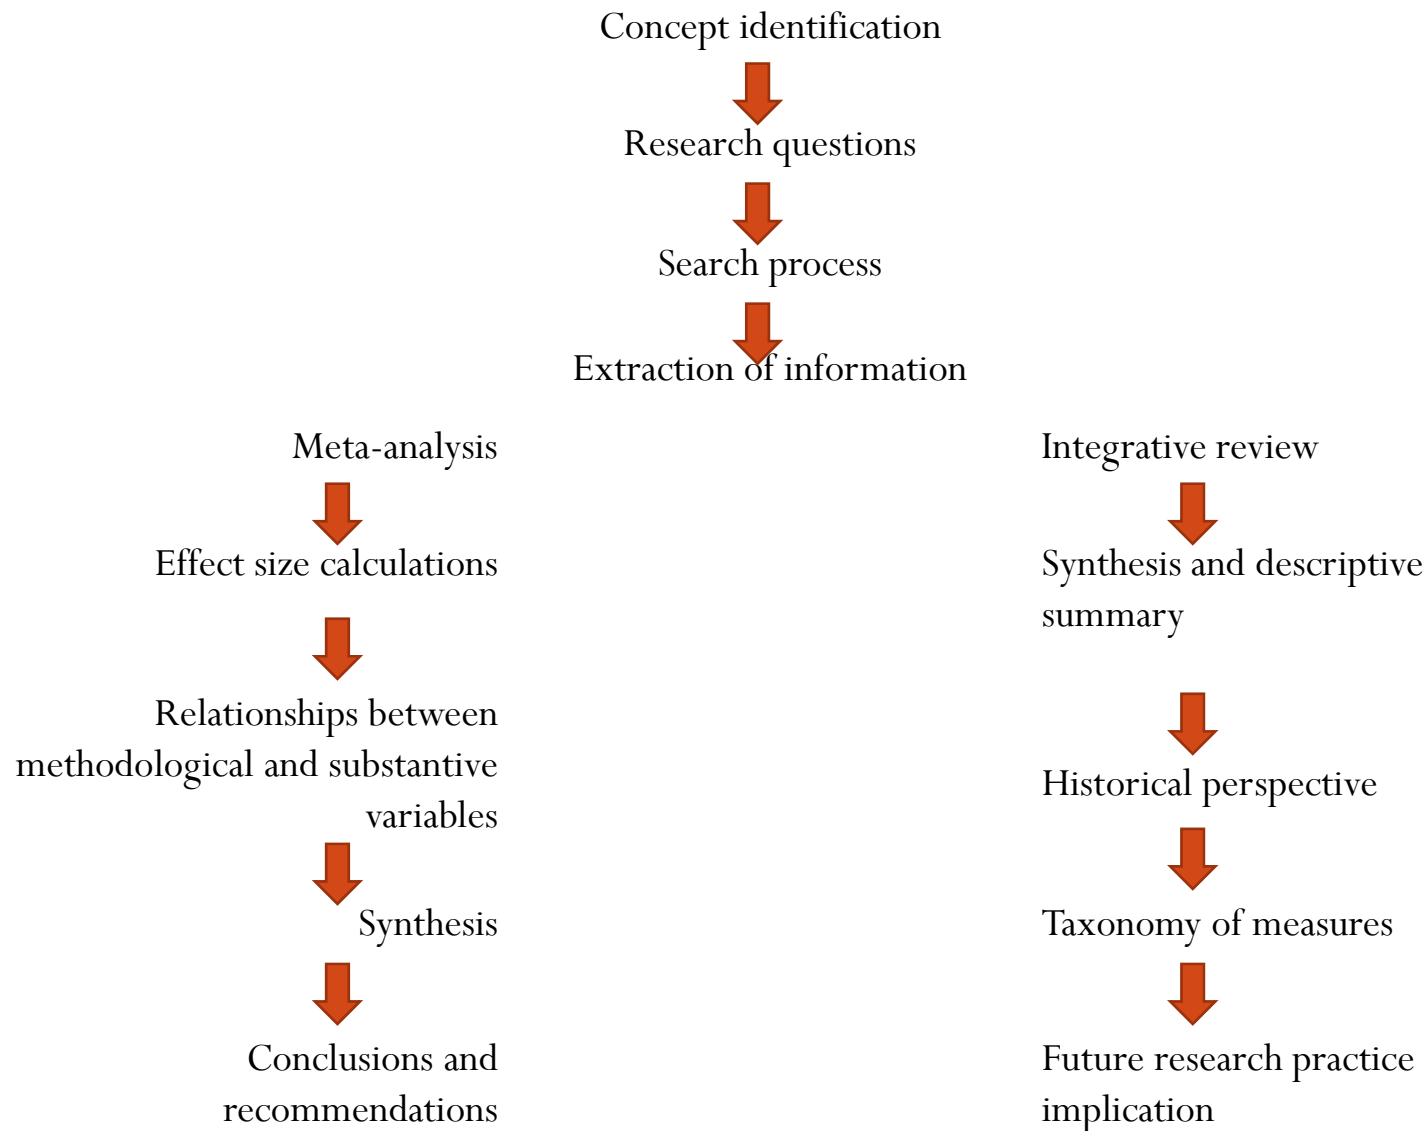 Concept identification
Research questions
Search process
Extraction of information
Meta-analysis
Effect size calculations
Relationships between
methodological and substantive
variables
Synthesis
Conclusions and
recommendations
Integrative review
Synthesis and descriptive
summary
Historical perspective
Taxonomy of measures
Future research practice
implication